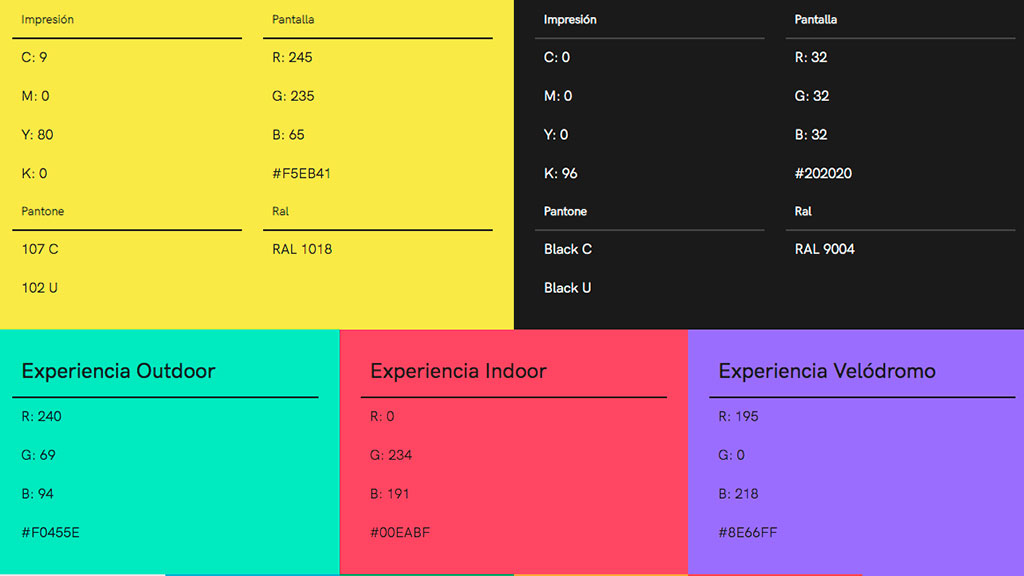 Impresión
C: 9
M: 0
Y: 80
K: 0
Pantalla
R: 245
G: 235
B: 65
#F5EB41
Pantone
107 C
102 U
Ral
RAL 1018
Impresión
C: 0
M: 0
Y: 0
K: 96
Pantalla
R: 32
G: 32
B: 32
#202020
Pantone
Black C
Black U
Ral
RAL 9004
Experiencia Outdoor
R: 240
G: 69
B: 94
#F0455E
Experiencia Indoor
R: 0
G: 234
B: 191
#00EABF
Experiencia Velódromo
R: 195
G: 0
B: 218
#8E66FF